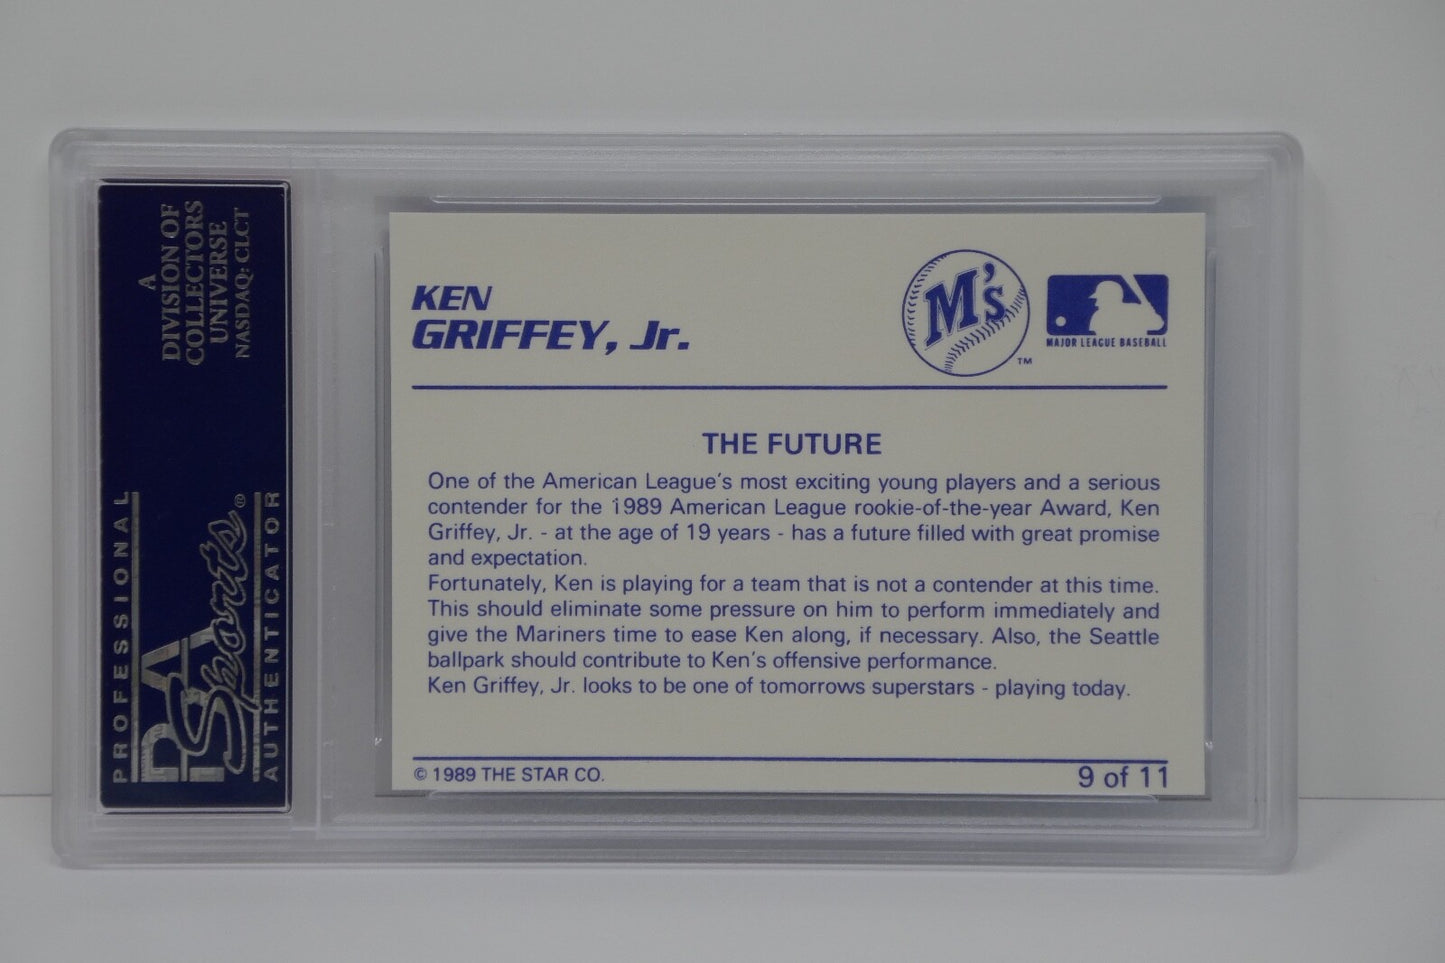 A
DIVISION OF
COLLECTORS
UNIVERSE
NASDAQ: CLCT
PROFESSIONAL
PSA
Sports®
AUTHENTICATOR
KEN
GRIFFEY, Jr.
M's
TM
MAJOR LEAGUE BASEBALL
THE FUTURE
One of the American League's most exciting young players and a serious
contender for the 1989 American League rookie-of-the-year Award, Ken
Griffey, Jr. - at the age of 19 years - has a future filled with great promise
and expectation.
Fortunately, Ken is playing for a team that is not a contender at this time.
This should eliminate some pressure on him to perform immediately and
give the Mariners time to ease Ken along, if necessary. Also, the Seattle
ballpark should contribute to Ken's offensive performance.
Ken Griffey, Jr. looks to be one of tomorrows superstars - playing today.
© 1989 THE STAR CO.
9 of 11